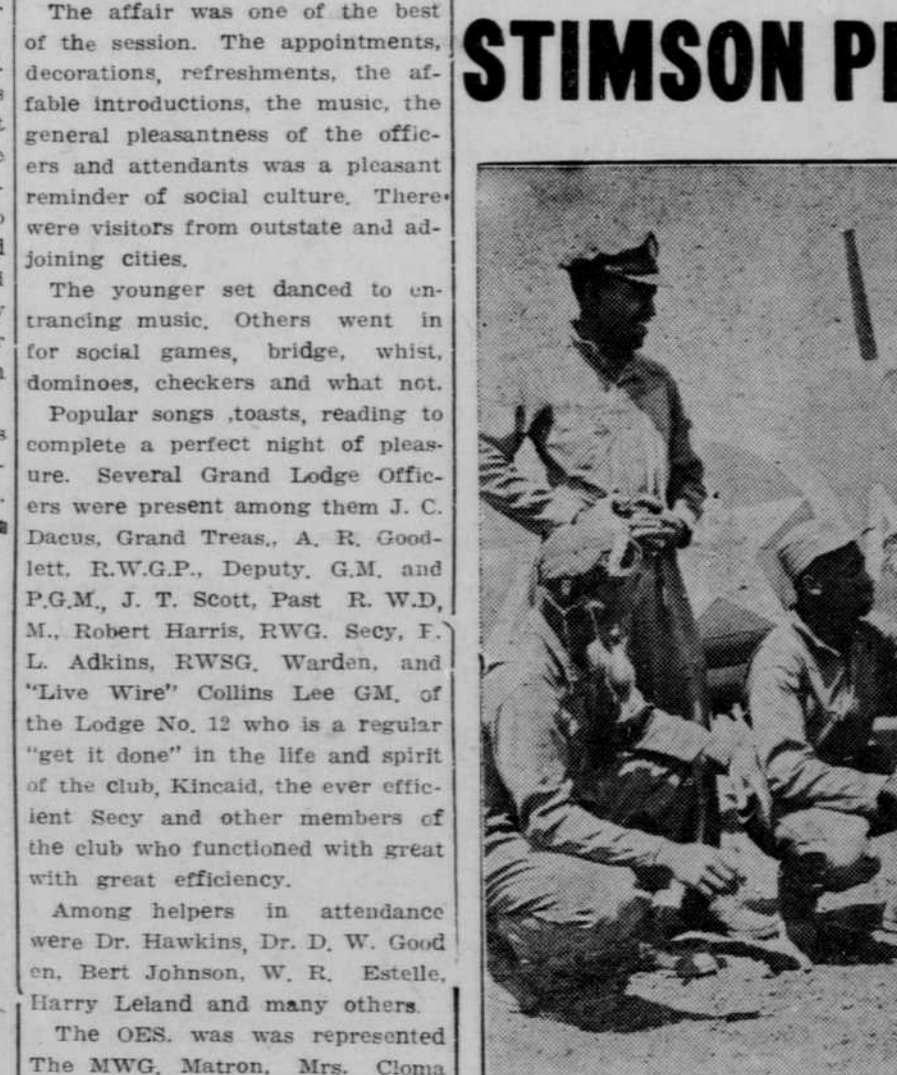 The affair was one of the best
of the session. The appointments,
decorations, refreshments, the af-
fable introductions, the music, the
general pleasantness of the offic-
ers and attendants was a pleasant
reminder of social culture. There
were visitors from outstate and ad-
joining cities.
The younger set danced to en-
trancing music. Others went in
for social games, bridge, whist,
dominoes, checkers and what not.
Popular songs ,toasts, reading to
complete a perfect night of pleas-
ure. Several Grand Lodge Offic-
ers were present among them J. C.
Dacus, Grand Treas., A. R. Good-
lett, R.W.G.P., Deputy. G.M. and
P.G.M., J. T. Scott, Past R. W.D,
M., Robert Harris, RWG. Secy, F.
L. Adkins, RWSG. Warden, and
"Live Wire" Collins Lee GM. of
the Lodge No. 12 who is a regular
"get it done" in the life and spirit
of the club, Kincaid, the ever effic-
ient Secy and other members of
the club who functioned with great
with great efficiency.
Among helpers in attendance
were Dr. Hawkins, Dr. D. W. Good
en, Bert Johnson, W. R. Estelle,
Harry Leland and many others.
The OES. was was represented
The MWG. Matron, Mrs. Cloma
STIMSON